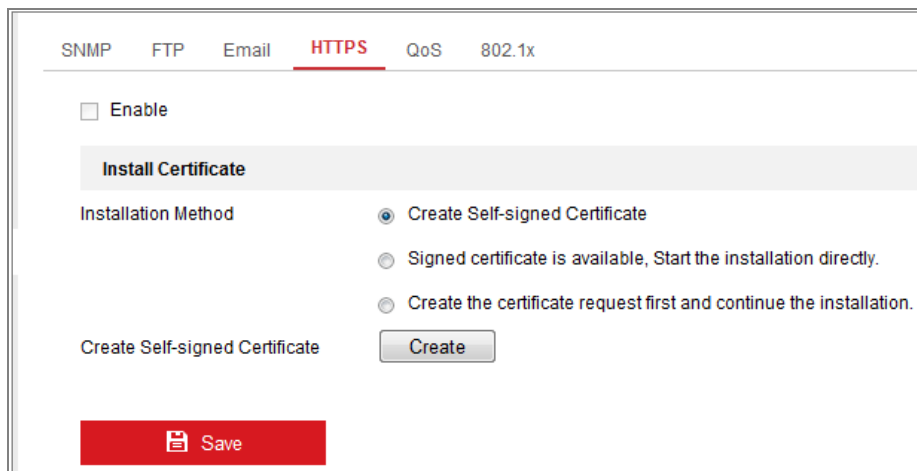 SNMP FTP Email HTTPS QoS 802.1x
Enable
Install Certificate
Installation Method
Create Self-signed Certificate
Signed certificate is available, Start the installation directly.
Create the certificate request first and continue the installation.
Create Self-signed Certificate Create
Save